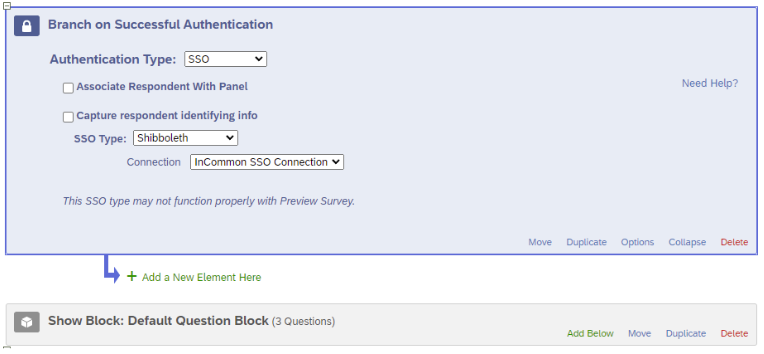 Branch on Successful Authentication
Authentication Type: SSO
Associate Respondent With Panel
Need Help?
Capture respondent identifying info
SSO Type: Shibboleth
Connection InCommon SSO Connection
This SSO type may not function properly with Preview Survey.
Move Duplicate Options Collapse Delete
+ Add a New Element Here
Show Block: Default Question Block (3 Questions)
Add Below Move Duplicate Delete